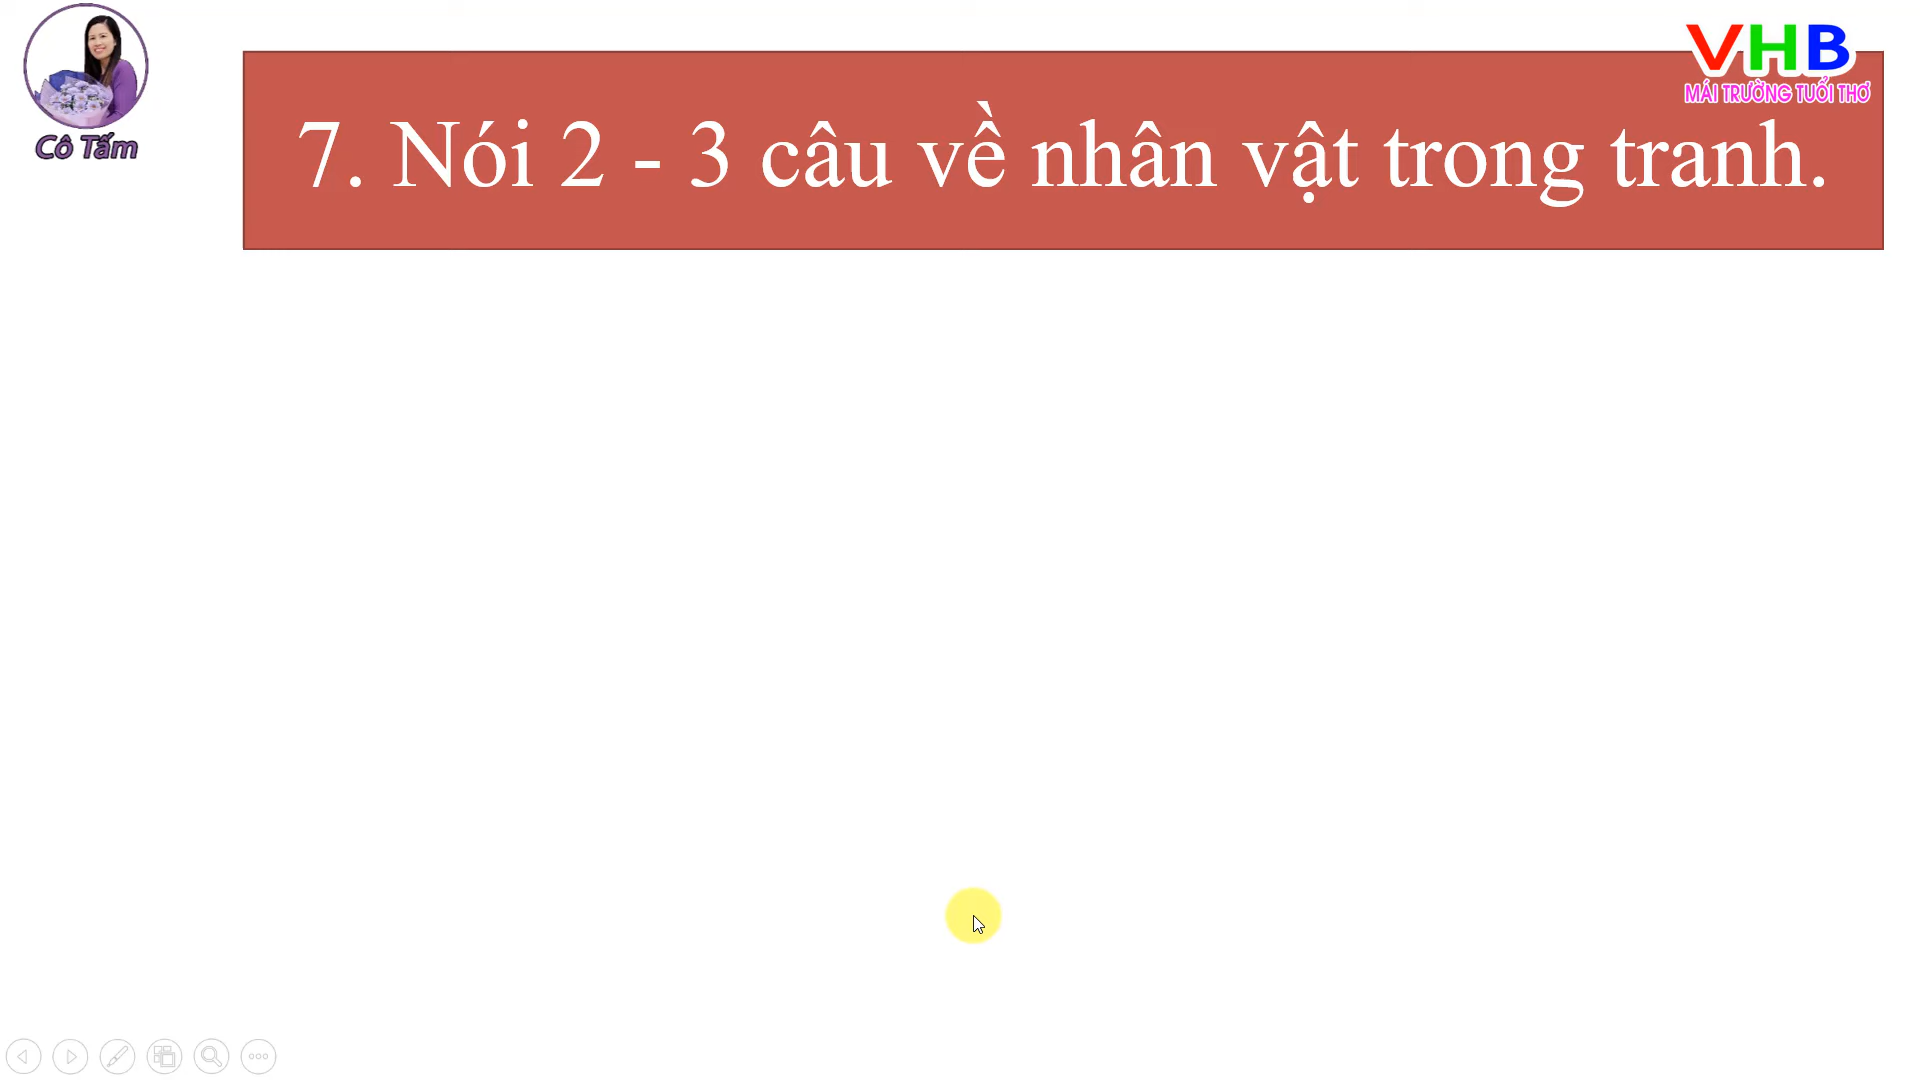 Cô Tấm
VHB
MÁI TRƯỜNG TUỔI THƠ
7. Nói 2 - 3 câu về nhân vật trong tranh.